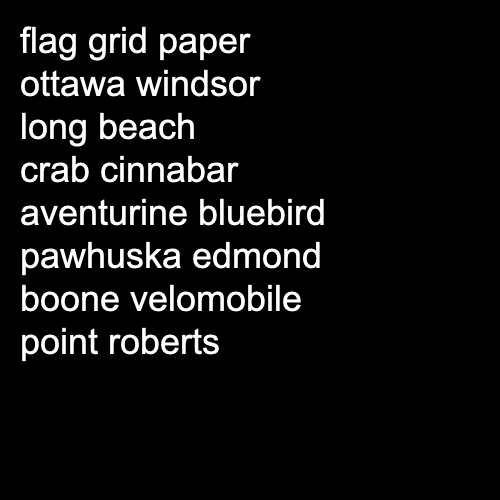 flag grid paper
ottawa windsor
long beach
crab cinnabar
aventurine bluebird
pawhuska edmond
boone velomobile
point roberts